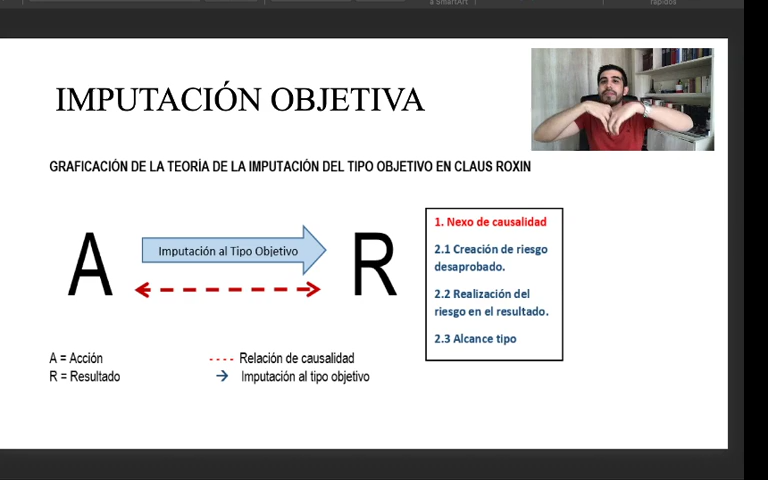 a SmartArt
rápidos
IMPUTACIÓN OBJETIVA
GRAFICACIÓN DE LA TEORÍA DE LA IMPUTACIÓN DEL TIPO OBJETIVO EN CLAUS ROXIN
A
Imputación al Tipo Objetivo
R
1. Nexo de causalidad
2.1 Creación de riesgo
desaprobado.
2.2 Realización del
riesgo en el resultado.
2.3 Alcance tipo
A = Acción
R = Resultado
---- Relación de causalidad
→ Imputación al tipo objetivo